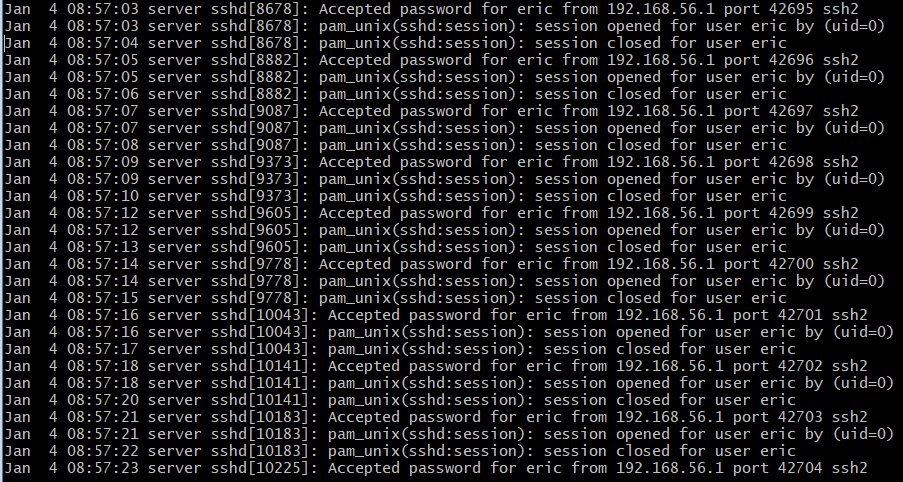 Jan  4 08:57:03 server sshd[8678]: Accepted password for eric from 192.168.56.1 port 42695 ssh2
Jan  4 08:57:03 server sshd[8678]: pam_unix(sshd:session): session opened for user eric by (uid=0)
Jan  4 08:57:04 server sshd[8678]: pam_unix(sshd:session): session closed for user eric
Jan  4 08:57:05 server sshd[8882]: Accepted password for eric from 192.168.56.1 port 42696 ssh2
Jan  4 08:57:05 server sshd[8882]: pam_unix(sshd:session): session opened for user eric by (uid=0)
Jan  4 08:57:06 server sshd[8882]: pam_unix(sshd:session): session closed for user eric
Jan  4 08:57:07 server sshd[9087]: Accepted password for eric from 192.168.56.1 port 42697 ssh2
Jan  4 08:57:07 server sshd[9087]: pam_unix(sshd:session): session opened for user eric by (uid=0)
Jan  4 08:57:08 server sshd[9087]: pam_unix(sshd:session): session closed for user eric
Jan  4 08:57:09 server sshd[9373]: Accepted password for eric from 192.168.56.1 port 42698 ssh2
Jan  4 08:57:09 server sshd[9373]: pam_unix(sshd:session): session opened for user eric by (uid=0)
Jan  4 08:57:10 server sshd[9373]: pam_unix(sshd:session): session closed for user eric
Jan  4 08:57:12 server sshd[9605]: Accepted password for eric from 192.168.56.1 port 42699 ssh2
Jan  4 08:57:12 server sshd[9605]: pam_unix(sshd:session): session opened for user eric by (uid=0)
Jan  4 08:57:13 server sshd[9605]: pam_unix(sshd:session): session closed for user eric
Jan  4 08:57:14 server sshd[9778]: Accepted password for eric from 192.168.56.1 port 42700 ssh2
Jan  4 08:57:14 server sshd[9778]: pam_unix(sshd:session): session opened for user eric by (uid=0)
Jan  4 08:57:15 server sshd[9778]: pam_unix(sshd:session): session closed for user eric
Jan  4 08:57:16 server sshd[10043]: Accepted password for eric from 192.168.56.1 port 42701 ssh2
Jan  4 08:57:16 server sshd[10043]: pam_unix(sshd:session): session opened for user eric by (uid=0)
Jan  4 08:57:17 server sshd[10043]: pam_unix(sshd:session): session closed for user eric
Jan  4 08:57:18 server sshd[10141]: Accepted password for eric from 192.168.56.1 port 42702 ssh2
Jan  4 08:57:18 server sshd[10141]: pam_unix(sshd:session): session opened for user eric by (uid=0)
Jan  4 08:57:20 server sshd[10141]: pam_unix(sshd:session): session closed for user eric
Jan  4 08:57:21 server sshd[10183]: Accepted password for eric from 192.168.56.1 port 42703 ssh2
Jan  4 08:57:21 server sshd[10183]: pam_unix(sshd:session): session opened for user eric by (uid=0)
Jan  4 08:57:22 server sshd[10183]: pam_unix(sshd:session): session closed for user eric
Jan  4 08:57:23 server sshd[10225]: Accepted password for eric from 192.168.56.1 port 42704 ssh2